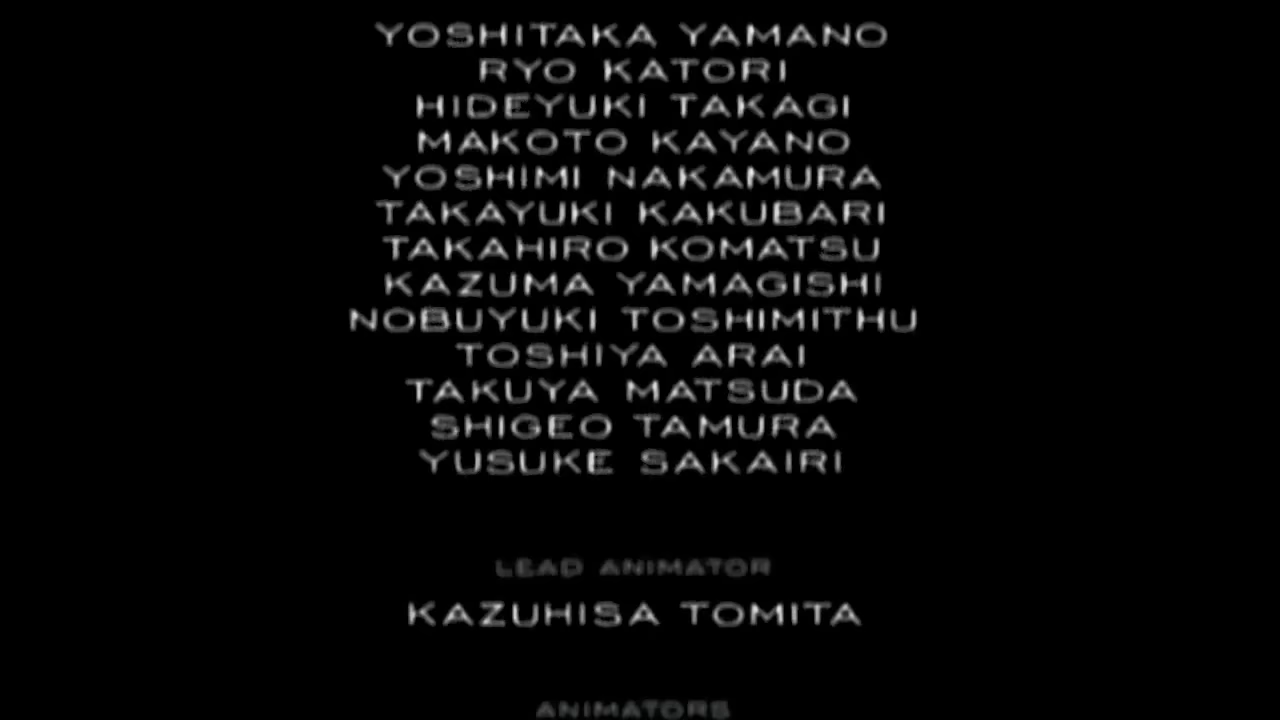 YOSHITAKA YAMANO
RYO KATORI
HIDEYUKI TAKAGI
MAKOTO KAYANO
YOSHIMI NAKAMURA
TAKAYUKI KAKUBARI
TAKAHIRO KOMATSU
KAZUMA YAMAGISHI
NOBUYUKI TOSHIMITHU
TOSHIYA ARAI
TAKUYA MATSUDA
SHIGEO TAMURA
YUSUKE SAKAIRI
LEAD ANIMATOR
KAZUHISA TOMITA
ANIMATORS